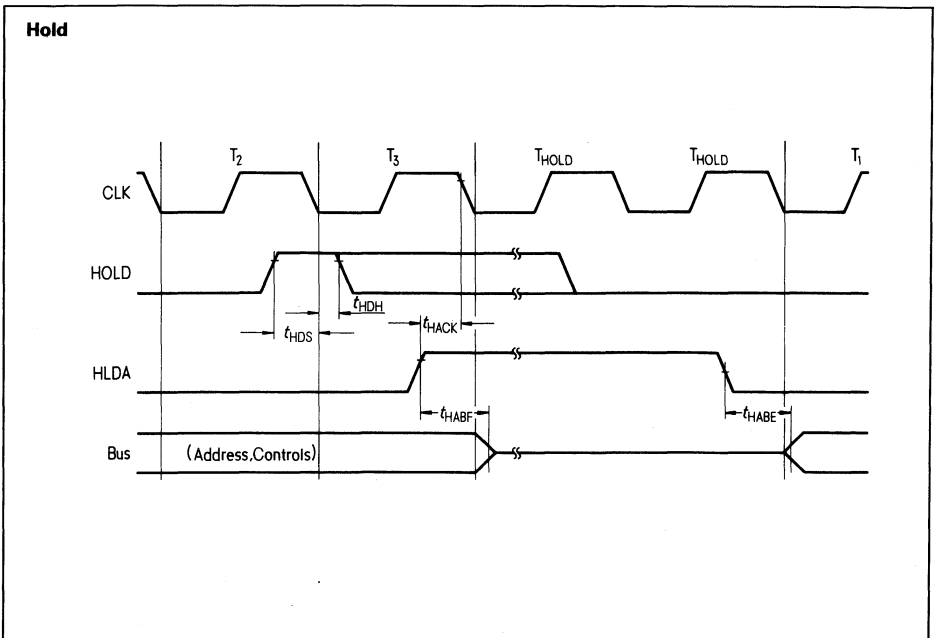 Hold
T2 T3 THOLD THOLD T1
CLK
HOLD
tHDH
tHDS
tHACK
HLDA
tHABF
tHABE
Bus (Address,Controls)